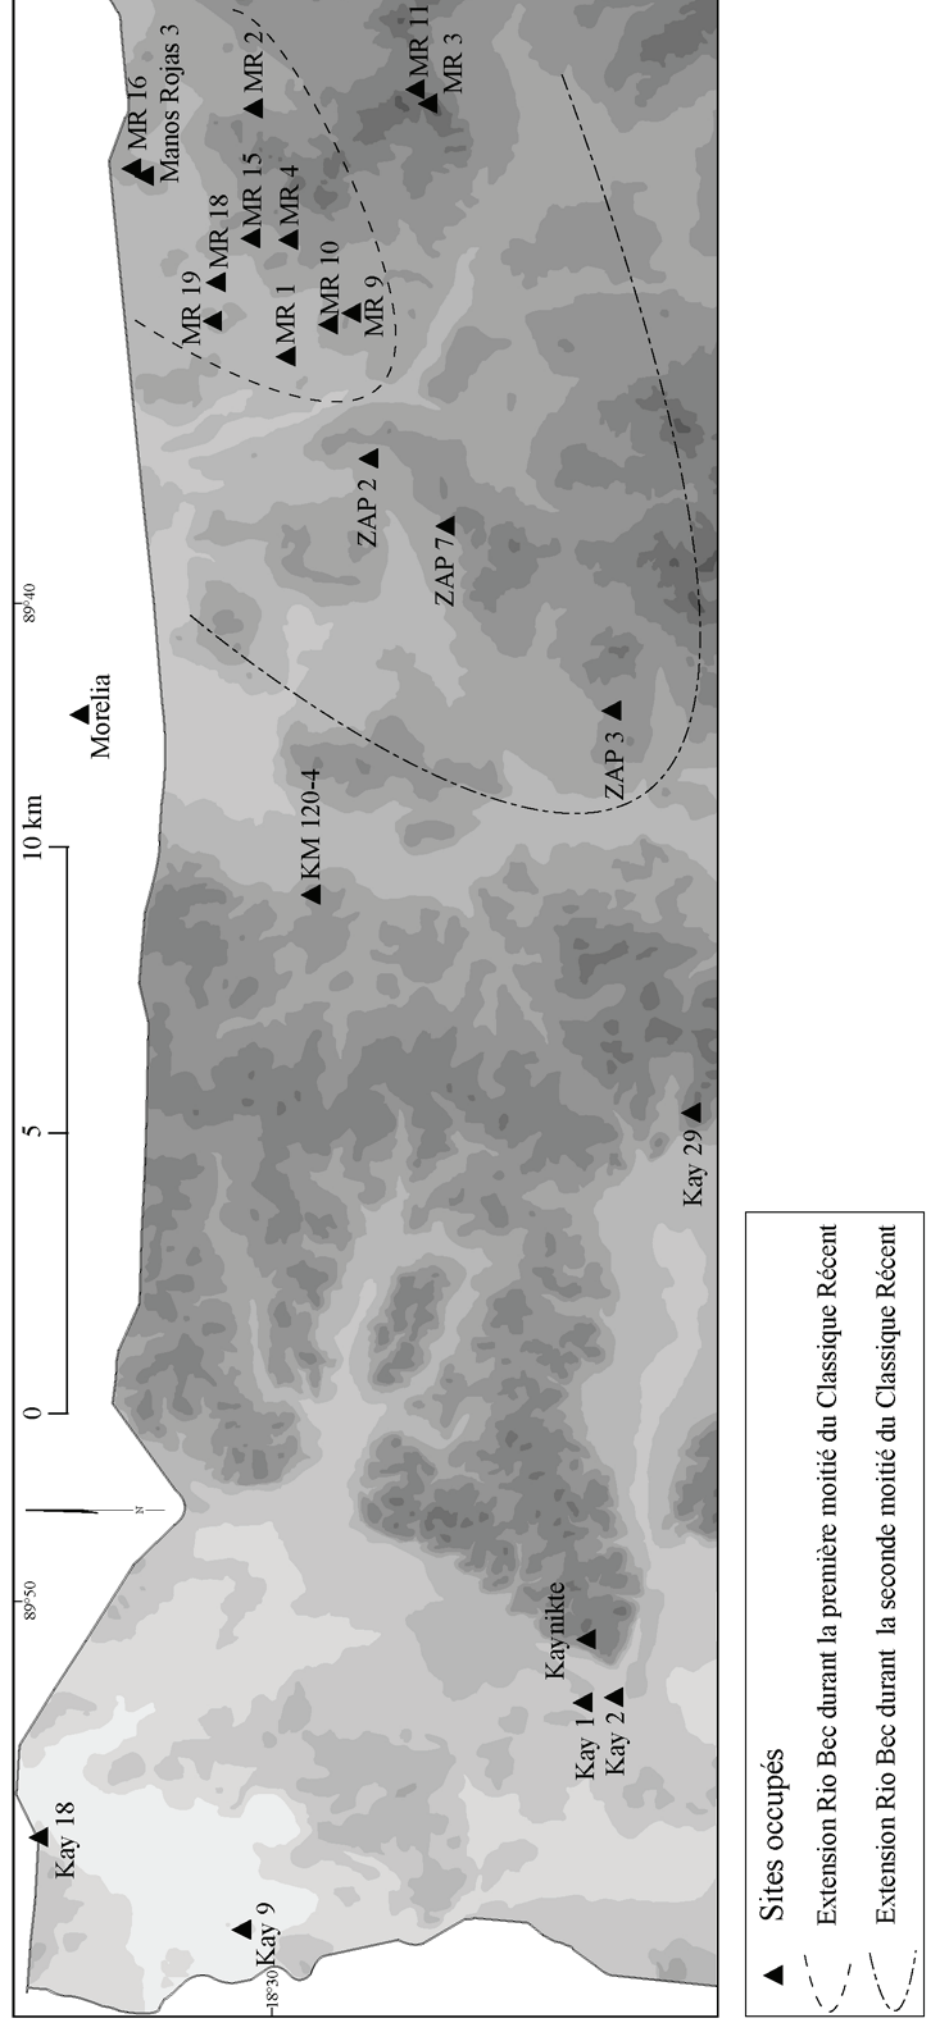 Kay 18
Kay 9
18°30
89°50
N
0
5
10 km
Kay 1
Kay 2
Kaynikte
Kay 29
KM 120-4
Morelia
89°40
ZAP 3
ZAP 7
ZAP 2
MR 19
MR 18
MR 1
MR 10
MR 9
MR 15
MR 4
MR 16
Manos Rojas 3
MR 2
MR 11
MR 3
Sites occupés
Extension Rio Bec durant la première moitié du Classique Récent
Extension Rio Bec durant la seconde moitié du Classique Récent